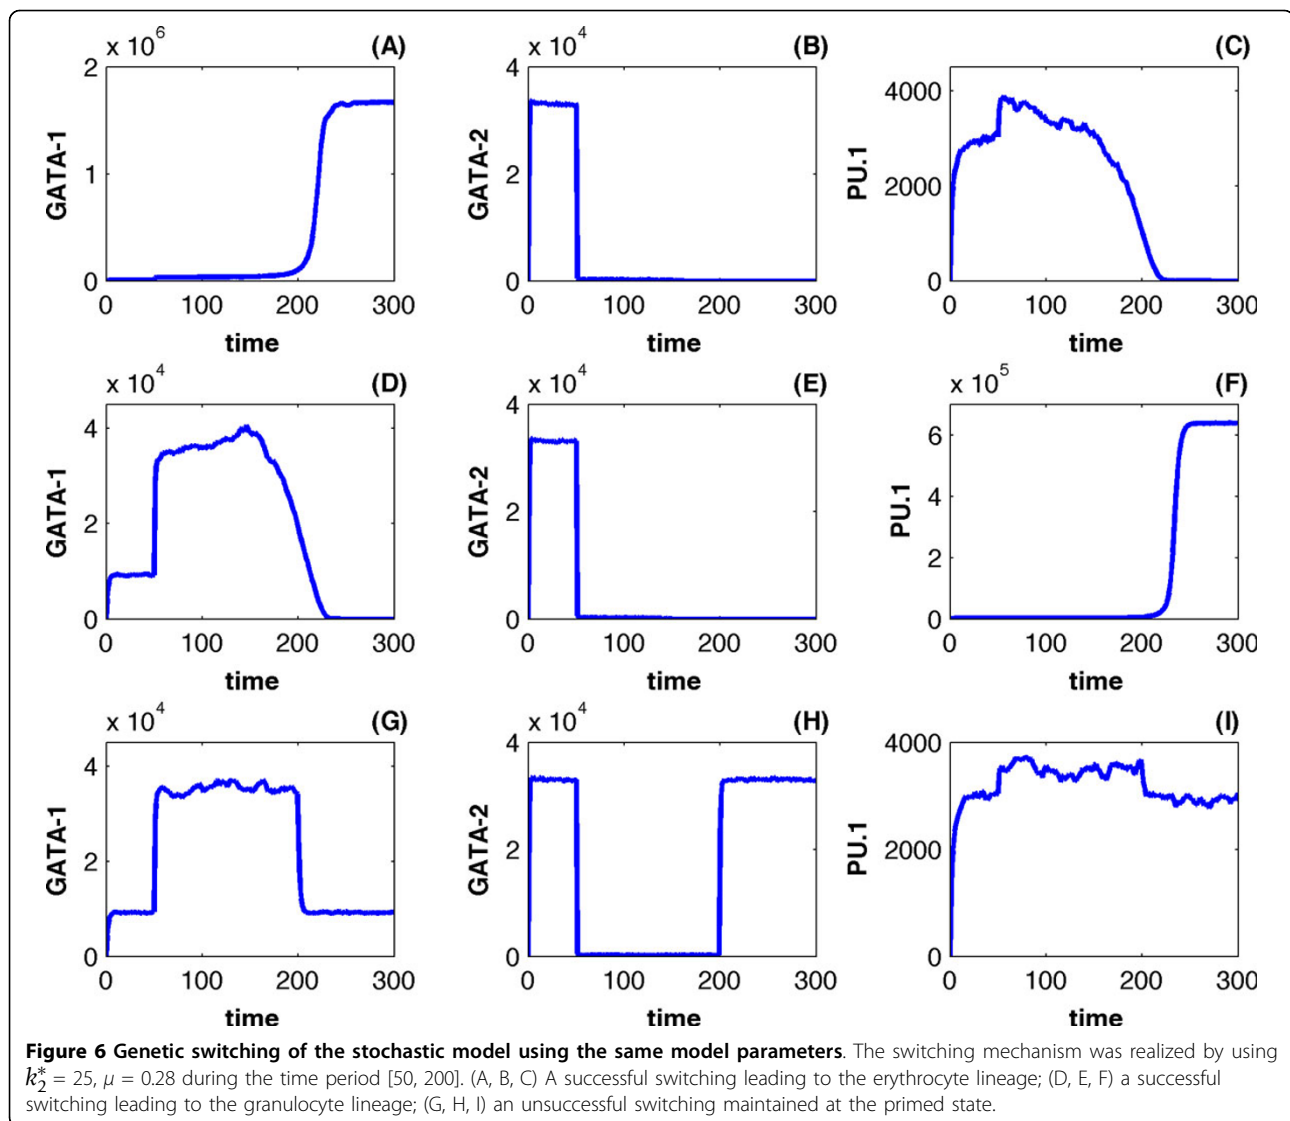 x 10^6 (A)
2
1
0
GATA-1
0 100 200 300
time
x 10^4 (B)
4
2
0
GATA-2
0 100 200 300
time
(C)
4000
2000
0
PU.1
0 100 200 300
time
x 10^4 (D)
4
2
0
GATA-1
0 100 200 300
time
x 10^4 (E)
4
2
0
GATA-2
0 100 200 300
time
x 10^5 (F)
6
4
2
0
PU.1
0 100 200 300
time
x 10^4 (G)
4
2
0
GATA-1
0 100 200 300
time
x 10^4 (H)
4
2
0
GATA-2
0 100 200 300
time
(I)
4000
2000
0
PU.1
0 100 200 300
time
Figure 6 Genetic switching of the stochastic model using the same model parameters. The switching mechanism was realized by using
k₂* = 25, μ = 0.28 during the time period [50, 200]. (A, B, C) A successful switching leading to the erythrocyte lineage; (D, E, F) a successful
switching leading to the granulocyte lineage; (G, H, I) an unsuccessful switching maintained at the primed state.